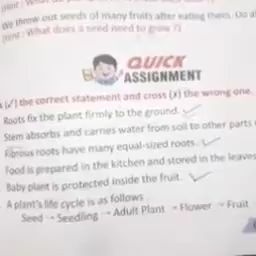 We throw out seeds of many fruits after eating them. Do
(Hint : What does a seed need to grow ?)
QUICK
ASSIGNMENT
(✓) the correct statement and cross (x) the wrong one.
Roots fix the plant firmly to the ground.
Stem absorbs and carries water from soil to other parts
Fibrous roots have many equal-sized roots.
Food is prepared in the kitchen and stored in the leaves
Baby plant is protected inside the fruit.
A plant's life cycle is as follows
Seed → Seedling → Adult Plant → Flower → Fruit